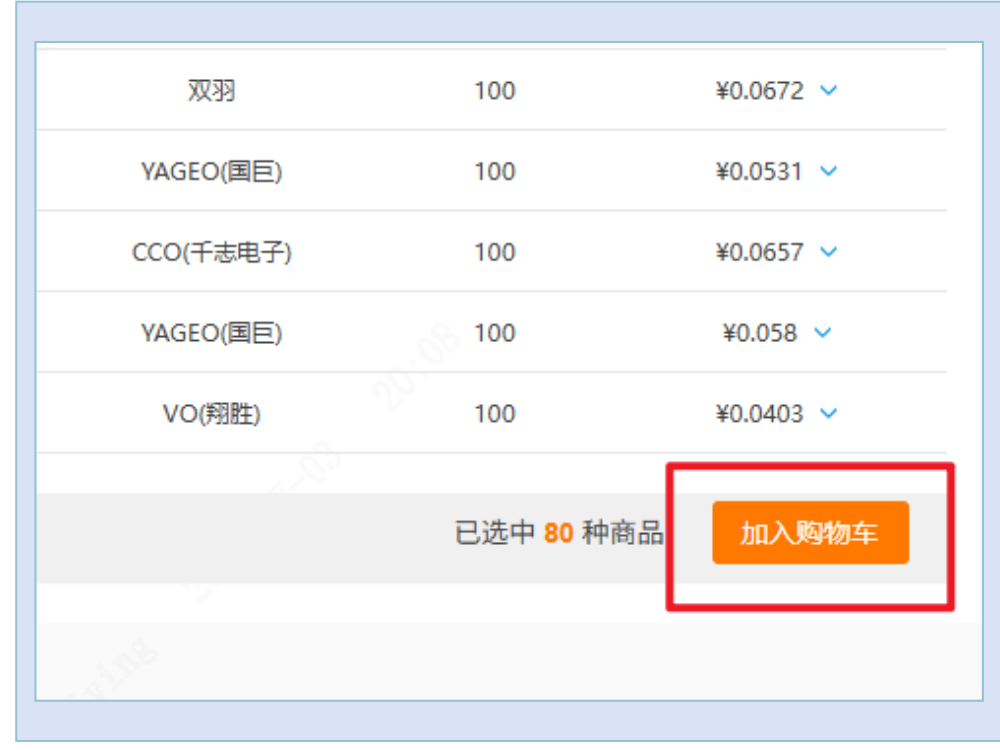 双羽 100 ¥0.0672
YAGEO(国巨) 100 ¥0.0531
CCO(千志电子) 100 ¥0.0657
YAGEO(国巨) 100 ¥0.058
20:08
VO(翔胜) 100 ¥0.0403
已选中 80 种商品 加入购物车